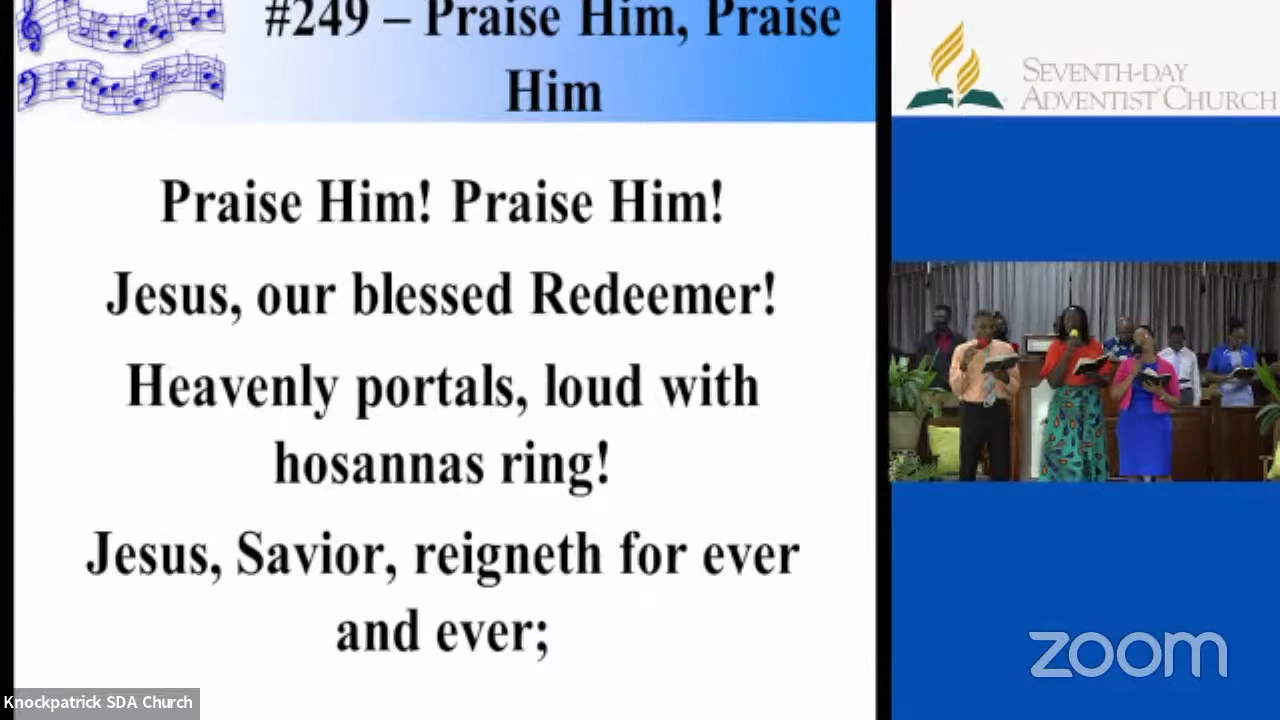 #249 – Praise Him, Praise
Him
Praise Him! Praise Him!
Jesus, our blessed Redeemer!
Heavenly portals, loud with
hosannas ring!
Jesus, Savior, reigneth for ever
and ever;
SEVENTH-DAY
ADVENTIST CHURCH
zoom
Knockpatrick SDA Church